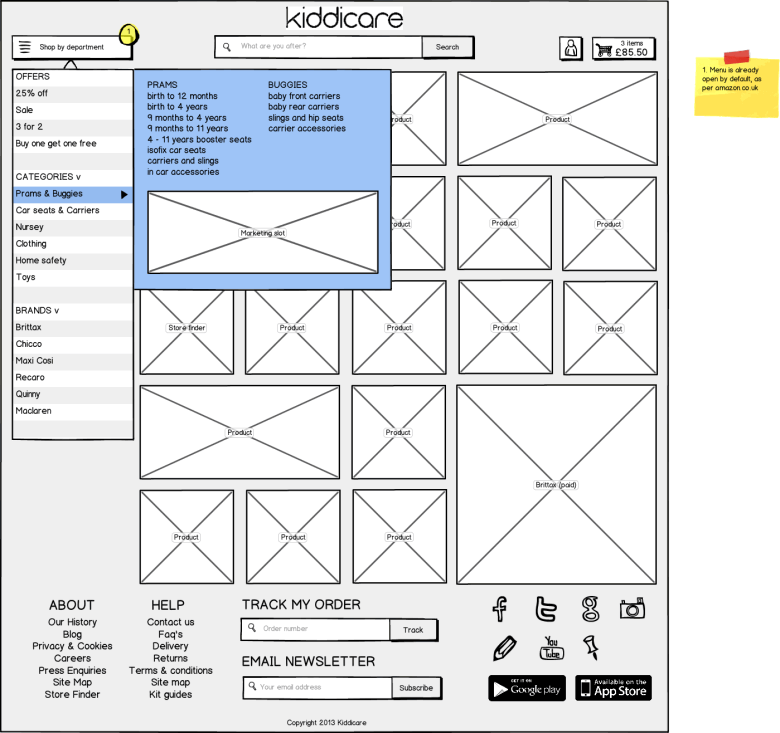 kiddicare
1
Shop by department
What are you after?
Search
3 items
£85.50
1. Menu is already
open by default, as
per amazon.co.uk
OFFERS
25% off
Sale
3 for 2
Buy one get one free
CATEGORIES v
Prams & Buggies
Car seats & Carriers
Nursey
Clothing
Home safety
Toys
BRANDS v
Brittax
Chicco
Maxi Cosi
Recaro
Quinny
Maclaren
PRAMS
birth to 12 months
birth to 4 years
9 months to 4 years
9 months to 11 years
4 - 11 years booster seats
isofix car seats
carriers and slings
in car accessories
BUGGIES
baby front carriers
baby rear carriers
slings and hip seats
carrier accessories
Marketing slot
roduct
Product
roduct
Product
Product
Store finder
Product
Product
Product
Product
Product
Product
Brittax (paid)
Product
Product
Product
ABOUT
Our History
Blog
Privacy & Cookies
Careers
Press Enquiries
Site Map
Store Finder
HELP
Contact us
Faq's
Delivery
Returns
Terms & conditions
Site map
Kit guides
TRACK MY ORDER
Order number
Track
EMAIL NEWSLETTER
Your email address
Subscribe
You
Tube
GET IT ON
Google play
Available on the
App Store
Copyright 2013 Kiddicare